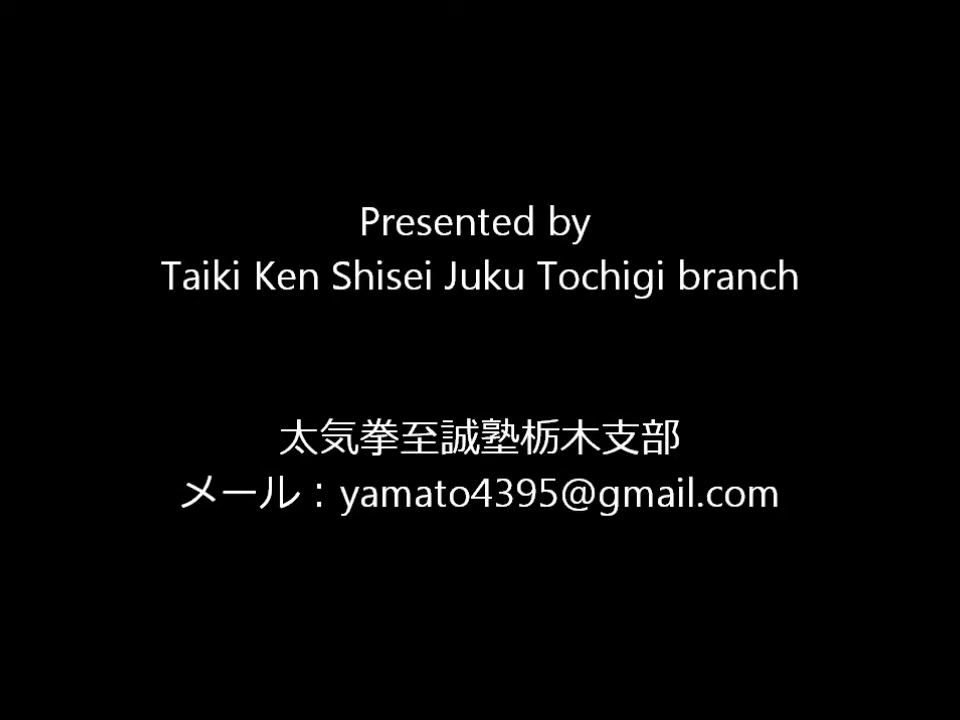 Presented by
Taiki Ken Shisei Juku Tochigi branch
太気拳至誠塾栃木支部
メール：yamato4395@gmail.com